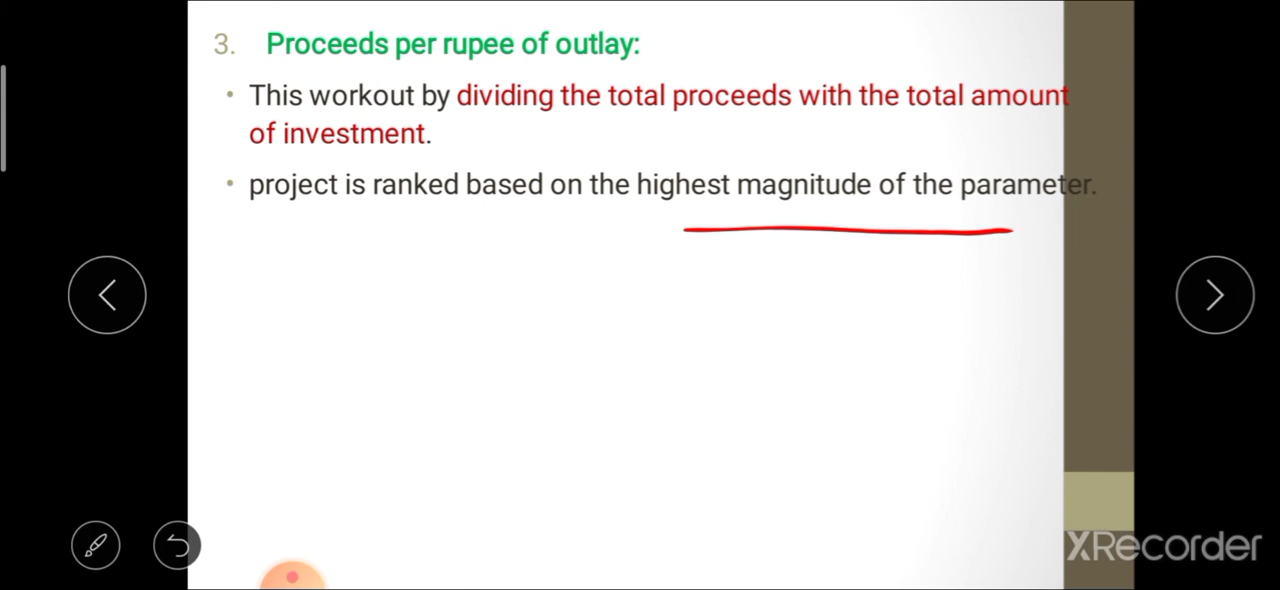 3. Proceeds per rupee of outlay:
• This workout by dividing the total proceeds with the total amount
of investment.
• project is ranked based on the highest magnitude of the parameter.
XRecorder